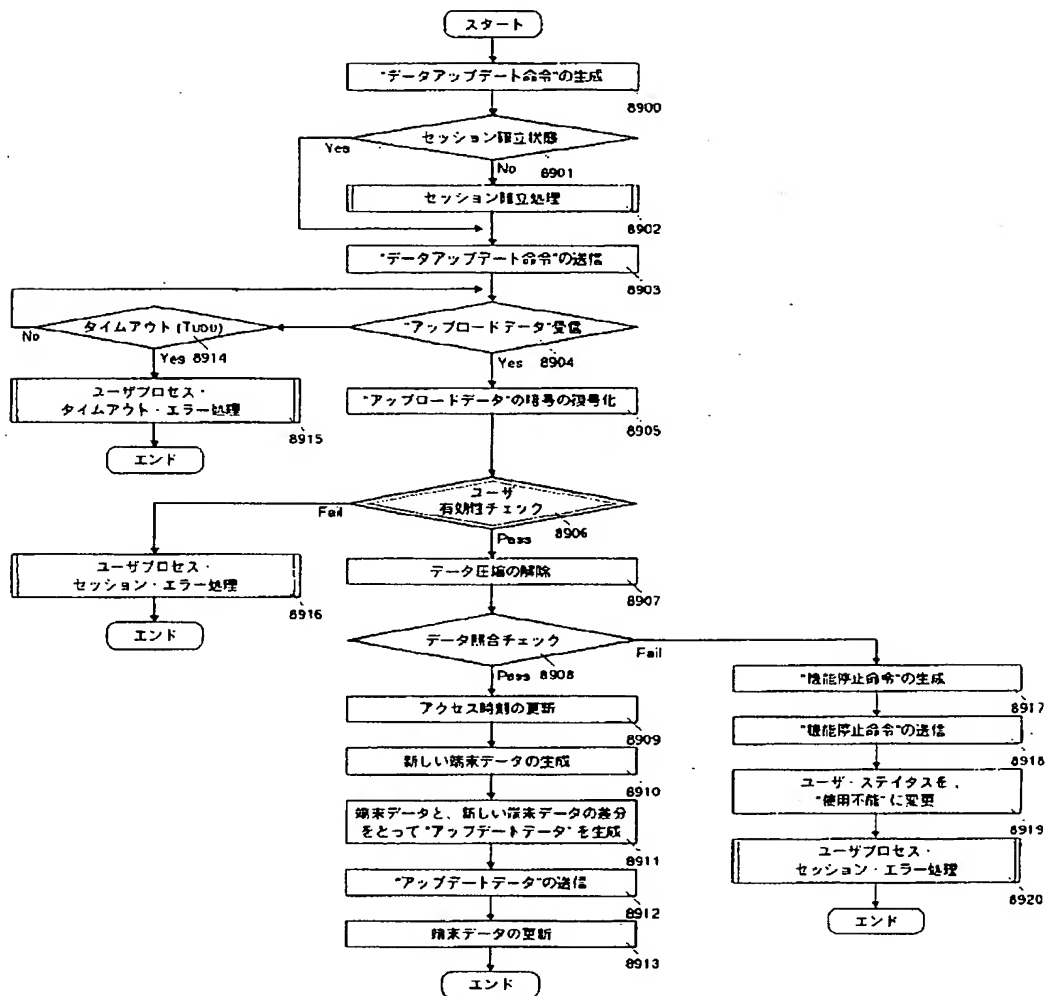 スタート
"データアップデート命令"の生成
8900
セッション確立状態
Yes
8901
No
セッション確立処理
8902
"データアップデート命令"の送信
8903
タイムアウト (TUDU)
No
8914
Yes
"アップロードデータ"受信
8904
Yes
ユーザプロセス・
タイムアウト・エラー処理
8915
エンド
"アップロードデータ"の暗号の復号化
8905
ユーザ
有効性チェック
Fail
8906
Pass
ユーザプロセス・
セッション・エラー処理
8916
エンド
データ圧縮の解除
8907
データ照合チェック
Fail
8908
Pass
アクセス時刻の更新
8909
新しい端末データの生成
8910
端末データと、新しい端末データの差分
をとって"アップデートデータ"を生成
8911
"アップデートデータ"の送信
8912
端末データの更新
8913
エンド
"機能停止命令"の生成
8917
"機能停止命令"の送信
8918
ユーザ・ステイタスを、
"使用不能"に変更
8919
ユーザプロセス・
セッション・エラー処理
8920
エンド